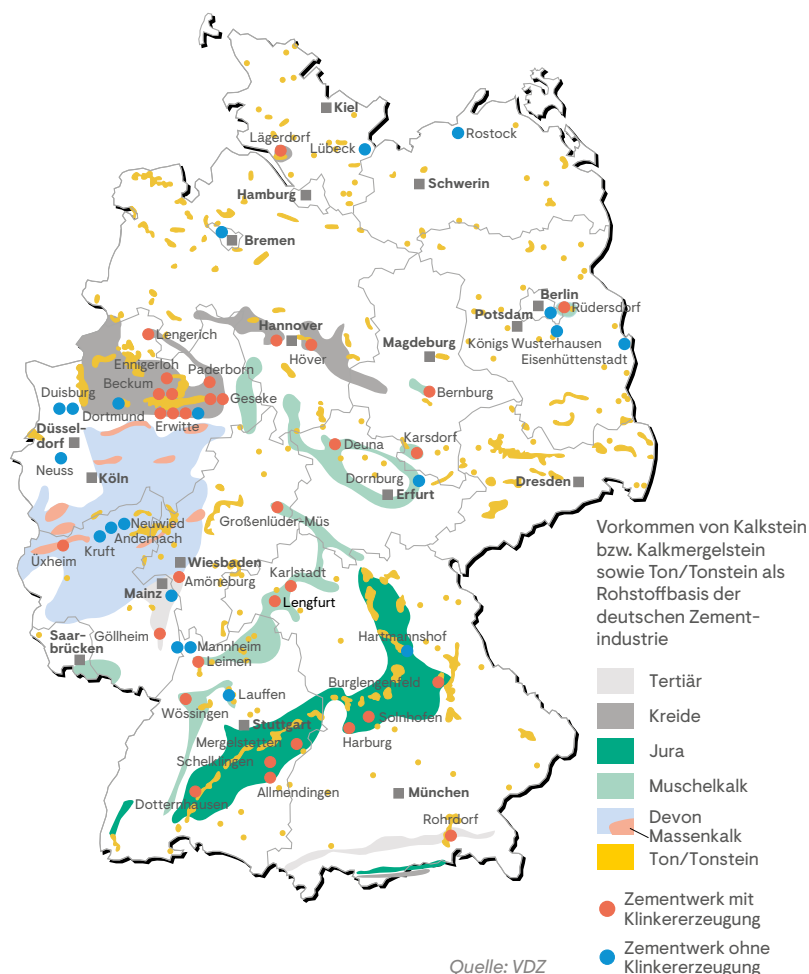 Kiel
Lägerdorf
Lübeck
Rostock
Schwerin
Hamburg
Bremen
Berlin
Rüdersdorf
Potsdam
Königs Wusterhausen
Eisenhüttenstadt
Lengerich
Hannover
Höver
Magdeburg
Ennigerloh
Paderborn
Beckum
Geseke
Bernburg
Duisburg
Dortmund
Erwitte
Düssel-
dorf
Deuna
Karsdorf
Neuss
Köln
Dornburg
Erfurt
Dresden
Großenlüder-Müs
Neuwied
Andernach
Kruft
Üxheim
Wiesbaden
Amöneburg
Mainz
Karlstadt
Lengfurt
Göllheim
Saar-
brücken
Mannheim
Leimen
Hartmannshof
Burglengenfeld
Lauffen
Wössingen
Stuttgart
Solnhofen
Mergelstetten
Harburg
Schelklingen
Allmendingen
Dotternhausen
München
Rohrdorf
Vorkommen von Kalkstein
bzw. Kalkmergelstein
sowie Ton/Tonstein als
Rohstoffbasis der
deutschen Zement-
industrie
Tertiär
Kreide
Jura
Muschelkalk
Devon
Massenkalk
Ton/Tonstein
Zementwerk mit
Klinkererzeugung
Zementwerk ohne
Klinkererzeugung
Quelle: VDZ